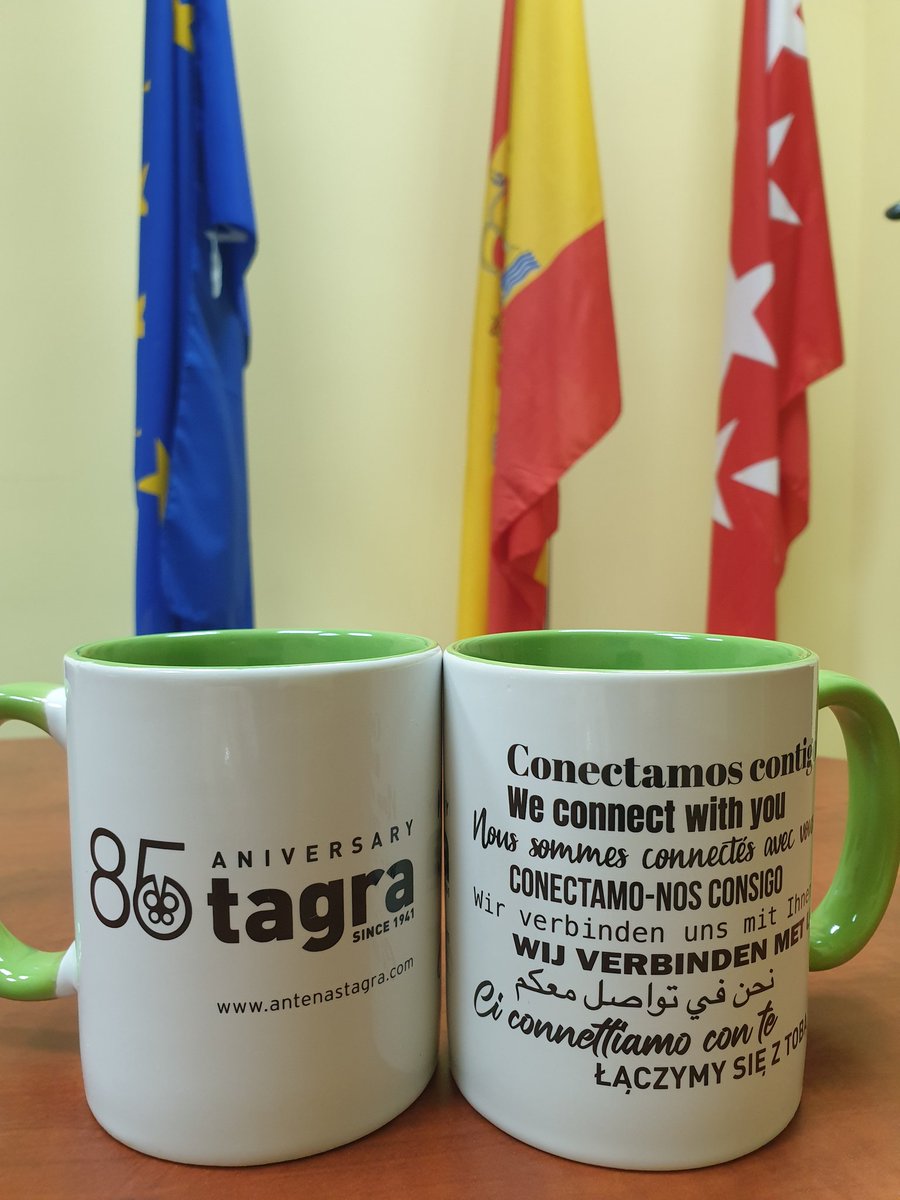 85 ANIVERSARY
tagra
SINCE 1941
www.antenastagra.com
Conectamos contig
We connect with you
Nous sommes connectés avec vou
CONECTAMO-NOS CONSIGO
Wir verbinden uns mit Ihne
WIJ VERBINDEN MET
نحن في تواصل معكم
Ci connettiamo con te
ŁĄCZYMY SIĘ Z TOBĄ